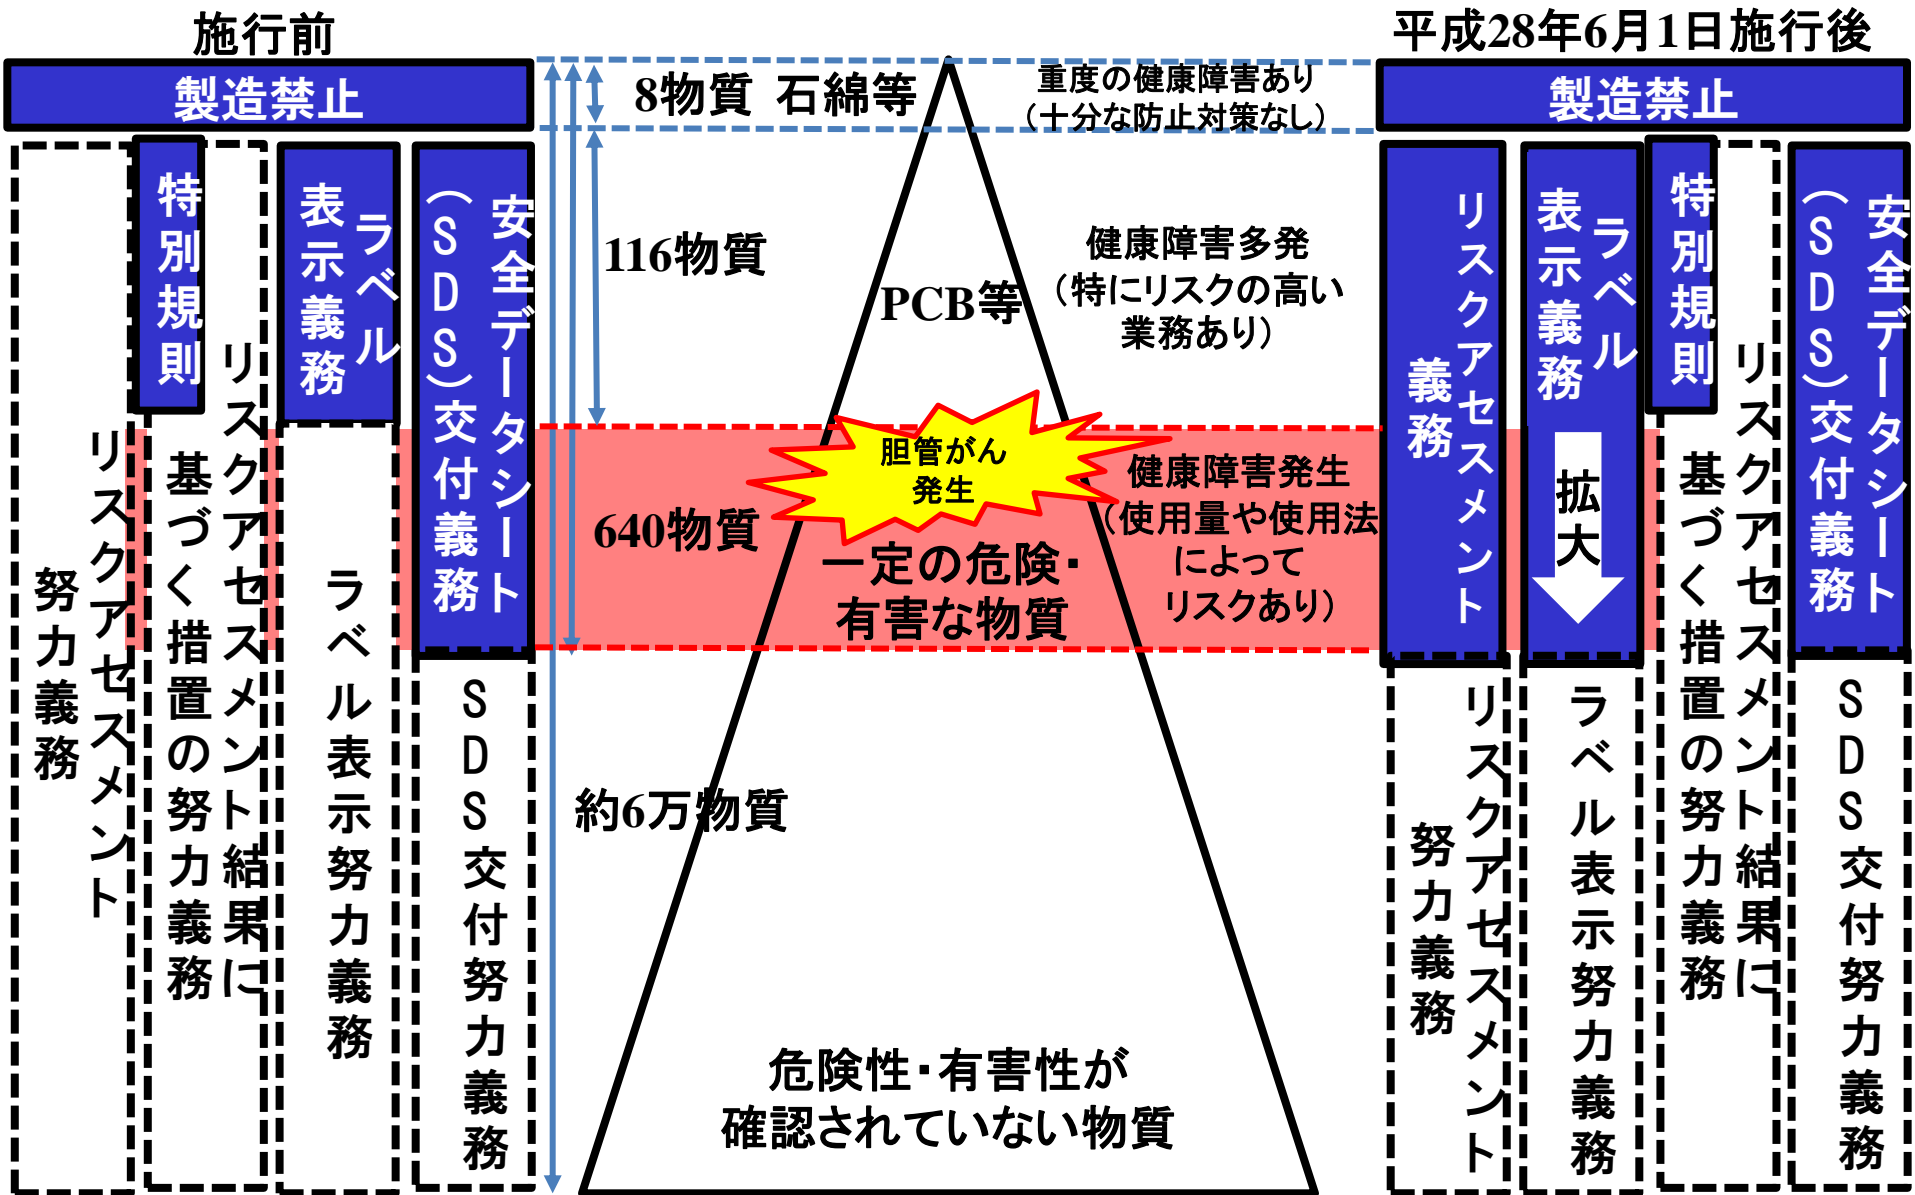 施行前
平成28年6月1日施行後
製造禁止
8物質 石綿等
重度の健康障害あり
（十分な防止対策なし）
製造禁止
リスクアセスメント
努力義務
特別規則
リスクアセスメント結果に
基づく措置の努力義務
ラベル
表示義務
ラベル表示努力義務
安全データシート
（SDS）交付義務
SDS交付努力義務
116物質
PCB等
健康障害多発
（特にリスクの高い
業務あり）
胆管がん
発生
640物質
一定の危険・
有害な物質
健康障害発生
（使用量や使用法
によって
リスクあり）
約6万物質
危険性・有害性が
確認されていない物質
リスクアセスメント
義務
リスクアセスメント
努力義務
ラベル
表示義務
拡大
ラベル表示努力義務
特別規則
リスクアセスメント結果に
基づく措置の努力義務
安全データシート
（SDS）交付義務
SDS交付努力義務